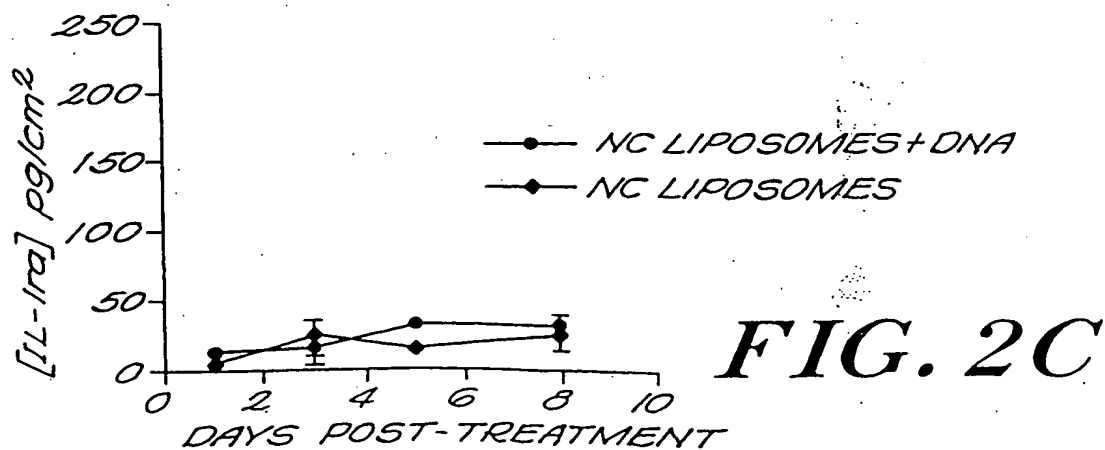 250
200
150
100
50
0
[IL-1ra] pg/cm²
NC LIPOSOMES+DNA
NC LIPOSOMES
0 2 4 6 8 10
DAYS POST-TREATMENT
FIG. 2C